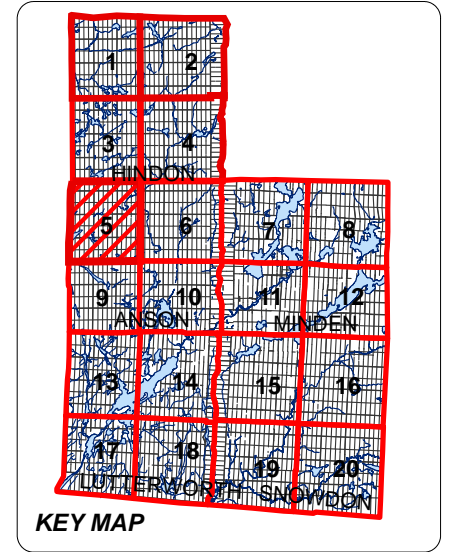 1 2
3 4
HINDON
5 6 7 8
9 10 11 12
ANSON MINDEN
13 14 15 16
17 18 19 20
LUTTERWORTH SNOWDON
KEY MAP